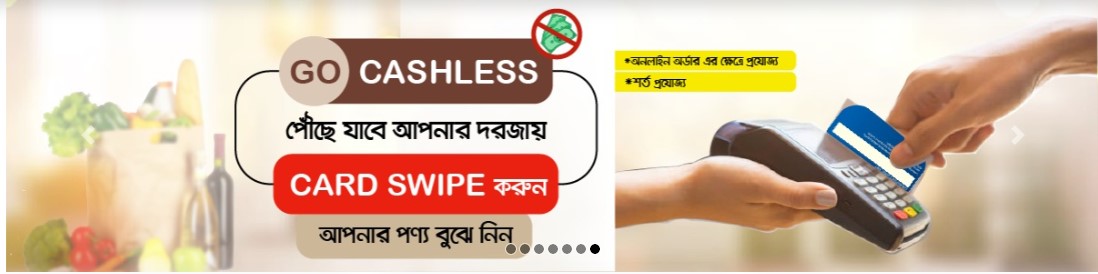 GO CASHLESS
পৌঁছে যাবে আপনার দরজায়
CARD SWIPE করুন
আপনার পণ্য বুঝে নিন
*অনলাইন অর্ডার এর ক্ষেত্রে প্রযোজ্য
*শর্ত প্রযোজ্য